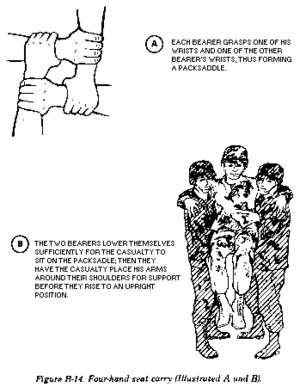 A EACH BEARER GRASPS ONE OF HIS
WRISTS AND ONE OF THE OTHER
BEARER'S WRISTS, THUS FORMING
A PACKSADDLE.
B THE TWO BEARERS LOWER THEMSELVES
SUFFICIENTLY FOR THE CASUALTY TO
SIT ON THE PACKSADLE; THEN THEY
HAVE THE CASUALTY PLACE HIS ARMS
AROUND THEIR SHOULDERS FOR SUPPORT
BEFORE THEY RISE TO AN UPRIGHT
POSITION.
Figure B-14. Four-hand seat carry (Illustrated A and B).